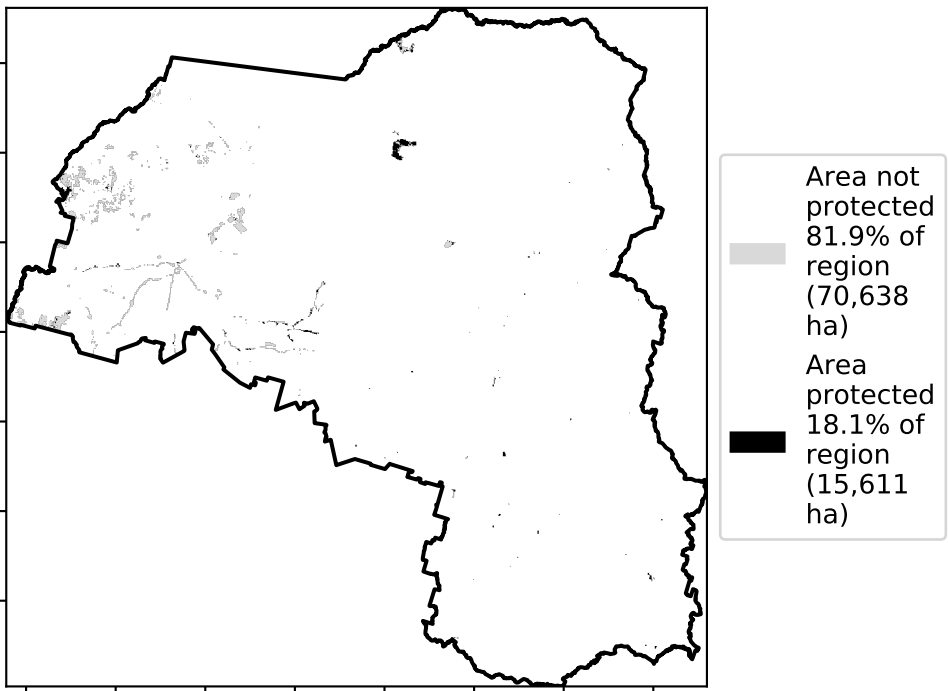 Area not
protected
81.9% of
region
(70,638
ha)
Area
protected
18.1% of
region
(15,611
ha)